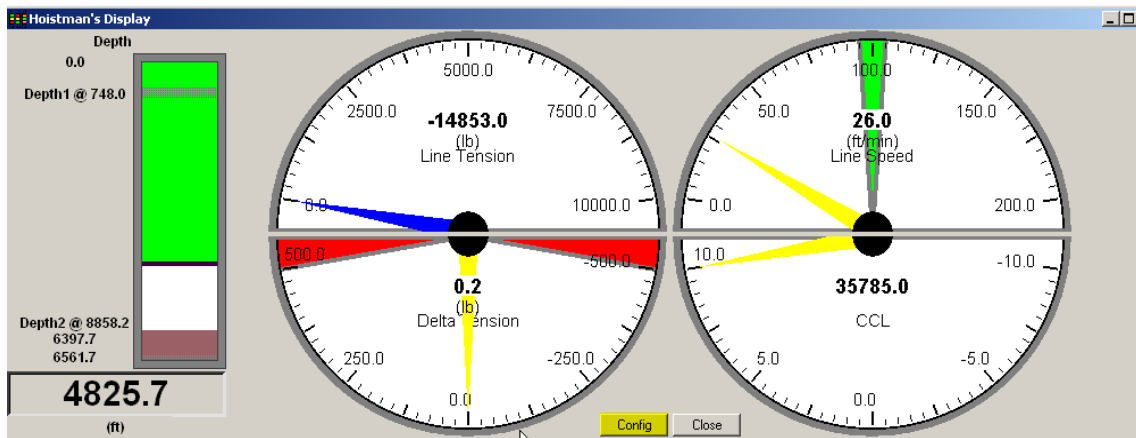 Hoistman's Display
Depth
0.0
Depth1 @ 748.0
Depth2 @ 8858.2
6397.7
6561.7
4825.7
(ft)
5000.0
2500.0
7500.0
-14853.0
(lb)
Line Tension
0.0
10000.0
500.0
-500.0
0.2
(lb)
Delta Tension
250.0
-250.0
0.0
100.0
50.0
150.0
26.0
(ft/min)
Line Speed
0.0
200.0
10.0
-10.0
35785.0
CCL
5.0
-5.0
0.0
Config
Close